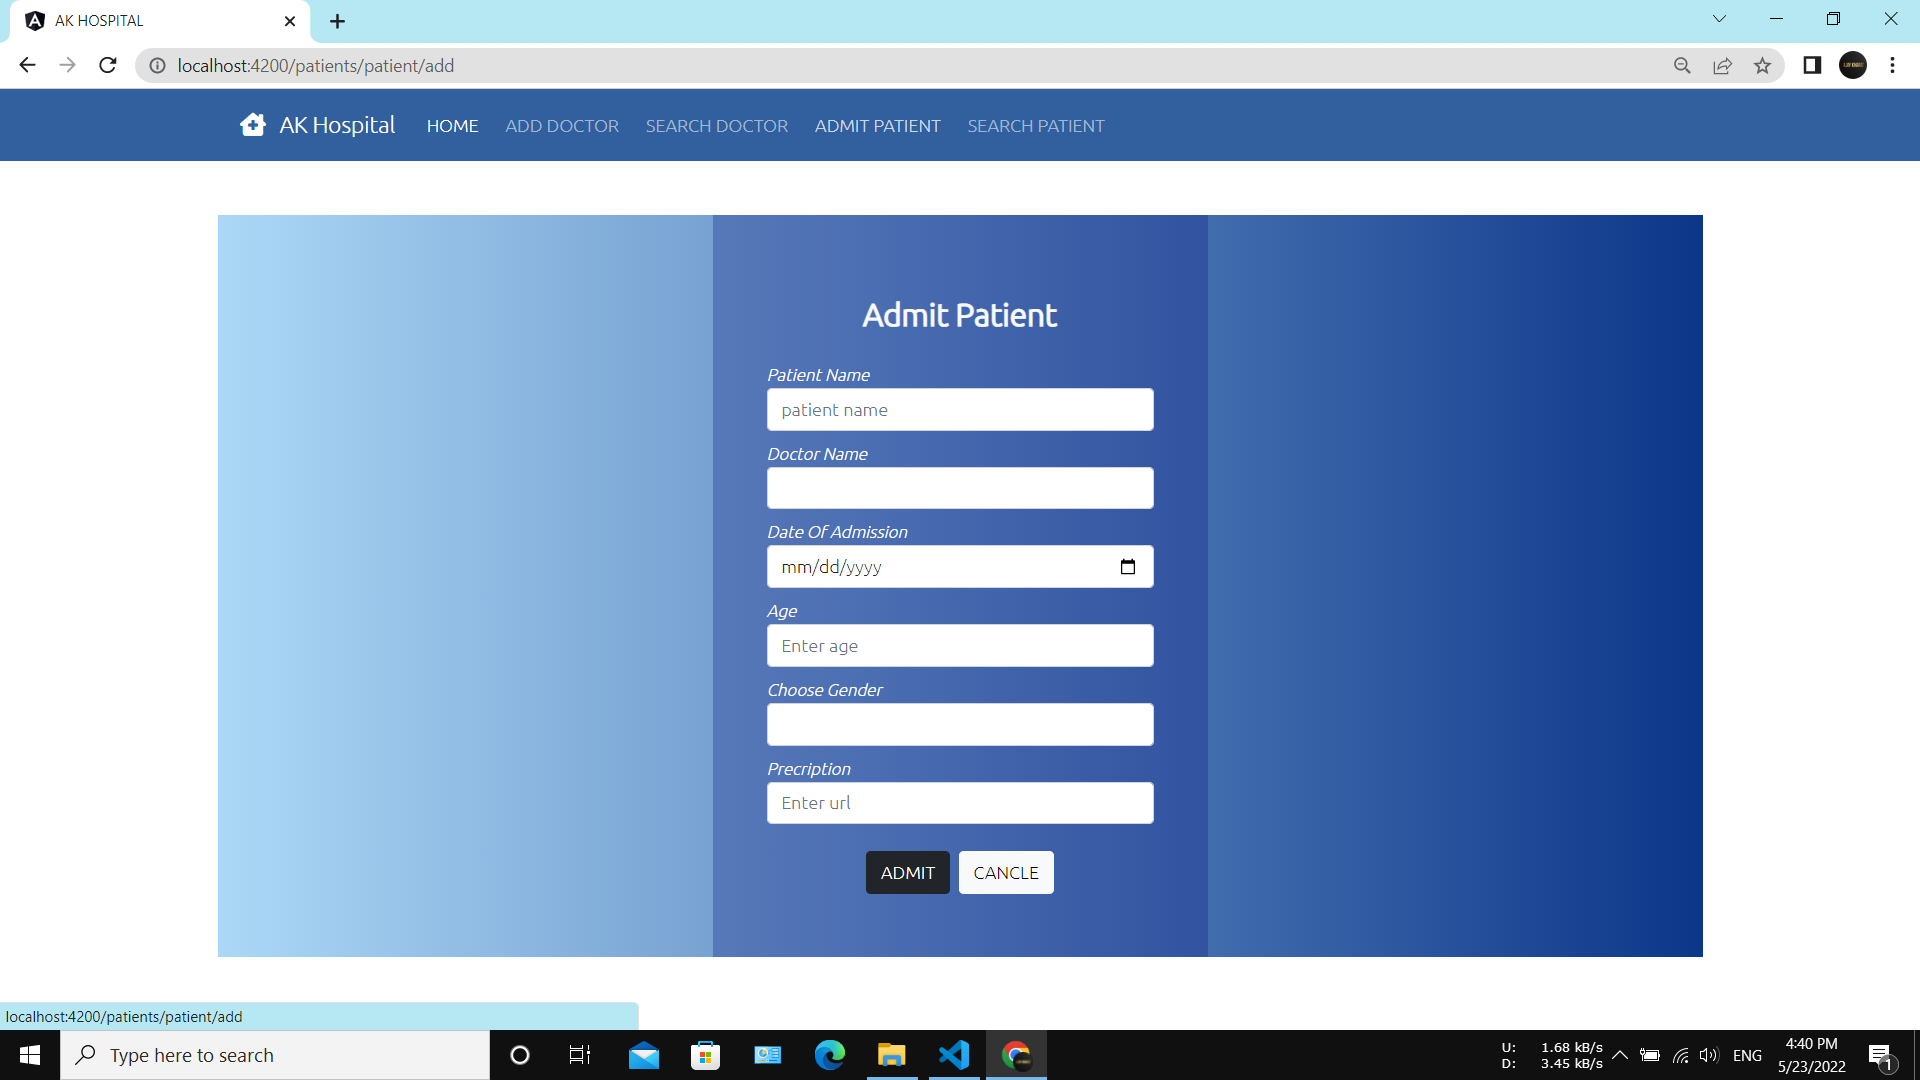 AK HOSPITAL
localhost:4200/patients/patient/add
AK Hospital HOME ADD DOCTOR SEARCH DOCTOR ADMIT PATIENT SEARCH PATIENT
Admit Patient
Patient Name
patient name
Doctor Name
Date Of Admission
mm/dd/yyyy
Age
Enter age
Choose Gender
Precription
Enter url
ADMIT CANCLE
localhost:4200/patients/patient/add
Type here to search
U: 1.68 kB/s
D: 3.45 kB/s
ENG
4:40 PM
5/23/2022
1